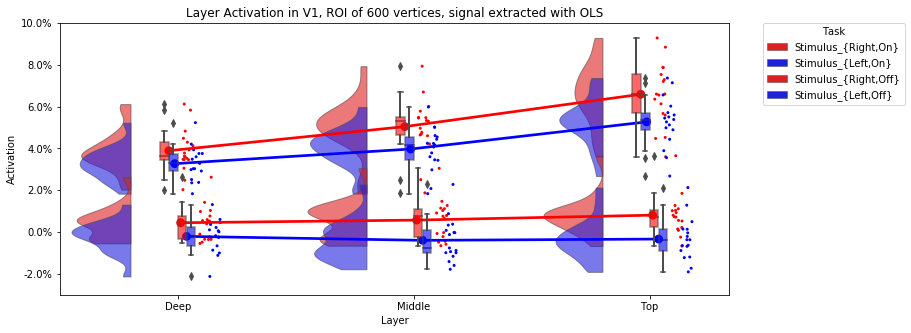 Layer Activation in V1, ROI of 600 vertices, signal extracted with OLS
10.0%
8.0%
6.0%
4.0%
2.0%
0.0%
-2.0%
Activation
Deep
Middle
Top
Layer
Task
Stimulus_{Right,On}
Stimulus_{Left,On}
Stimulus_{Right,Off}
Stimulus_{Left,Off}